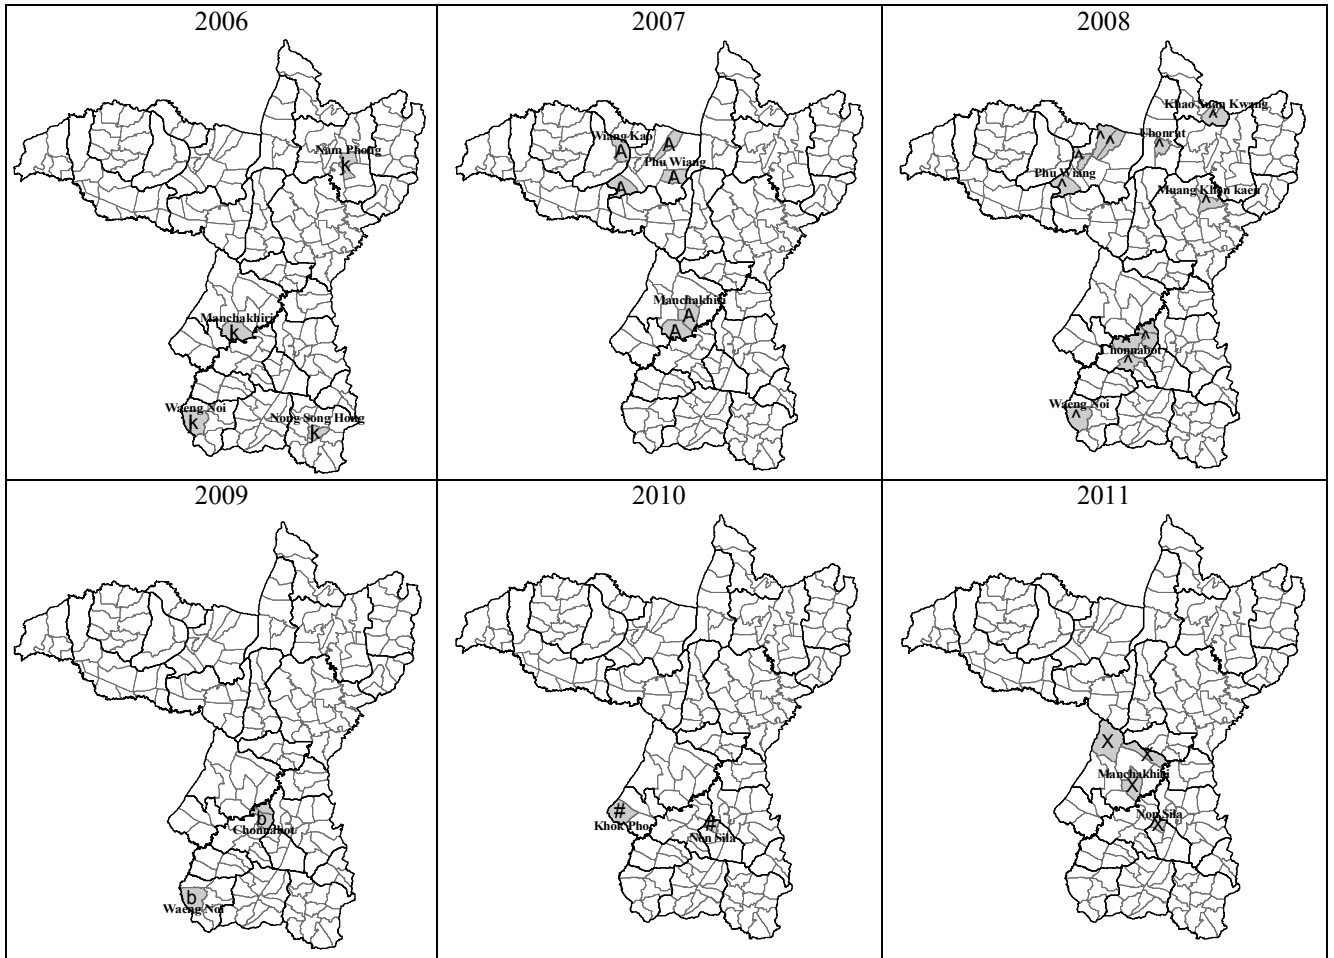 2006
Nam Phong
k
Manchakhiri
k
Waeng Noi
k
Nong Song Hong
k
2007
Wiang Kao
A
A
Phu Wiang
A
A
Manchakhiri
A
A
2008
Khao Suan Kwang
^
Ubonrat
^
^
^
^
Phu Wiang
^
Muang Khon kaen
^
^
^
Chonnabot
^
Waeng Noi
^
2009
b
Chonnabot
b
Waeng Noi
2010
#
Khok Pho
#
Non Sila
2011
X
X
Manchakhiri
X
Non Sila
X